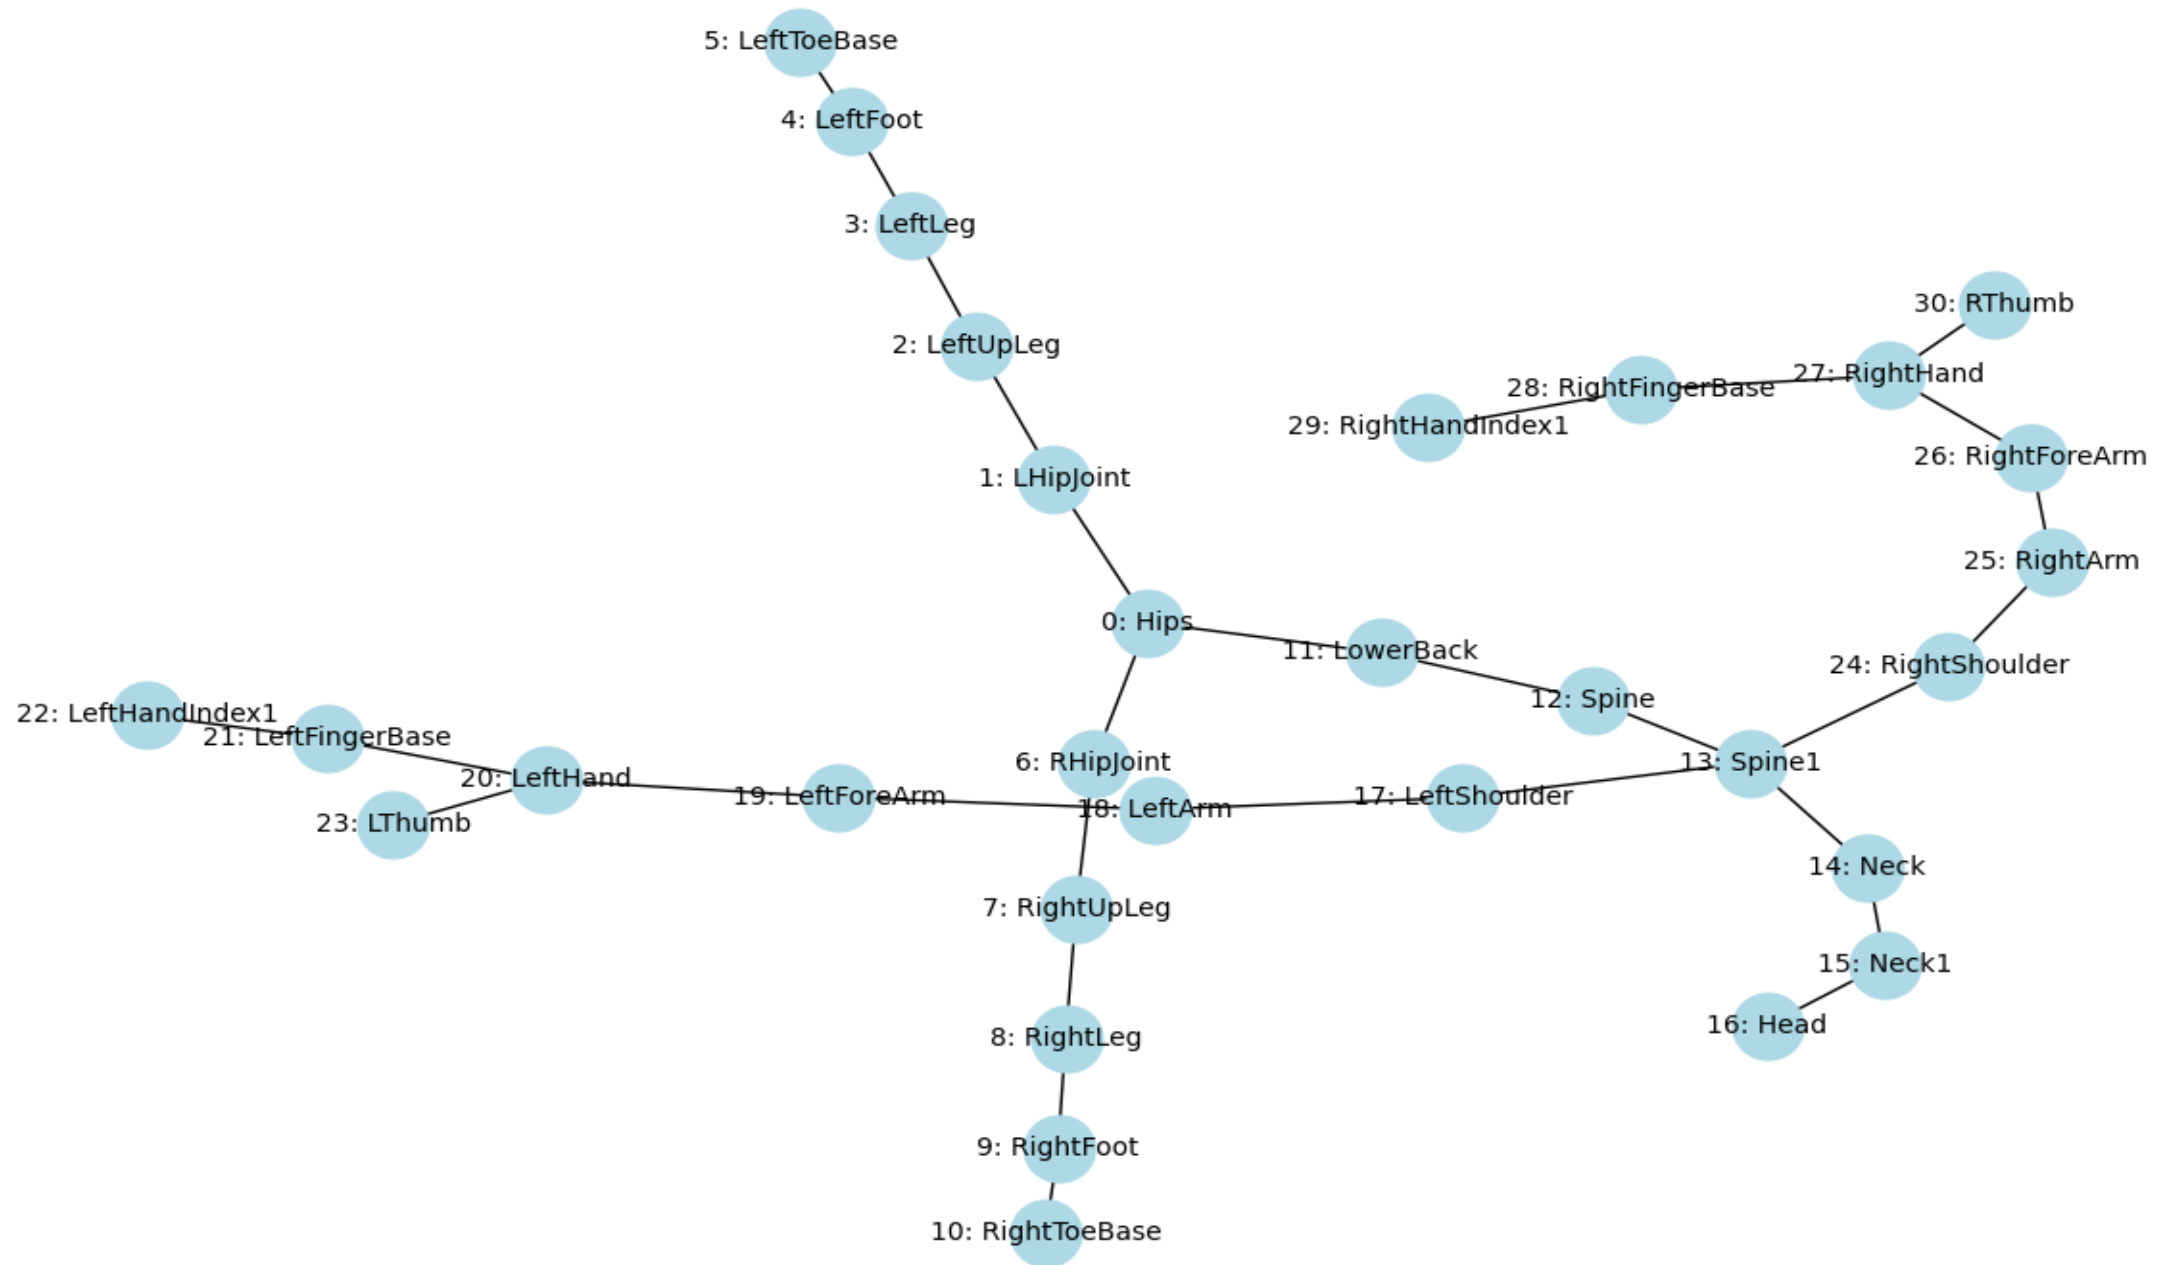 5: LeftToeBase
4: LeftFoot
3: LeftLeg
30: RThumb
2: LeftUpLeg
27: RightHand
28: RightFingerBase
29: RightHandIndex1
26: RightForeArm
1: LHipJoint
25: RightArm
0: Hips
11: LowerBack
24: RightShoulder
12: Spine
22: LeftHandIndex1
21: LeftFingerBase
6: RHipJoint
13: Spine1
20: LeftHand
19: LeftForeArm
17: LeftShoulder
18: LeftArm
23: LThumb
14: Neck
7: RightUpLeg
15: Neck1
16: Head
8: RightLeg
9: RightFoot
10: RightToeBase